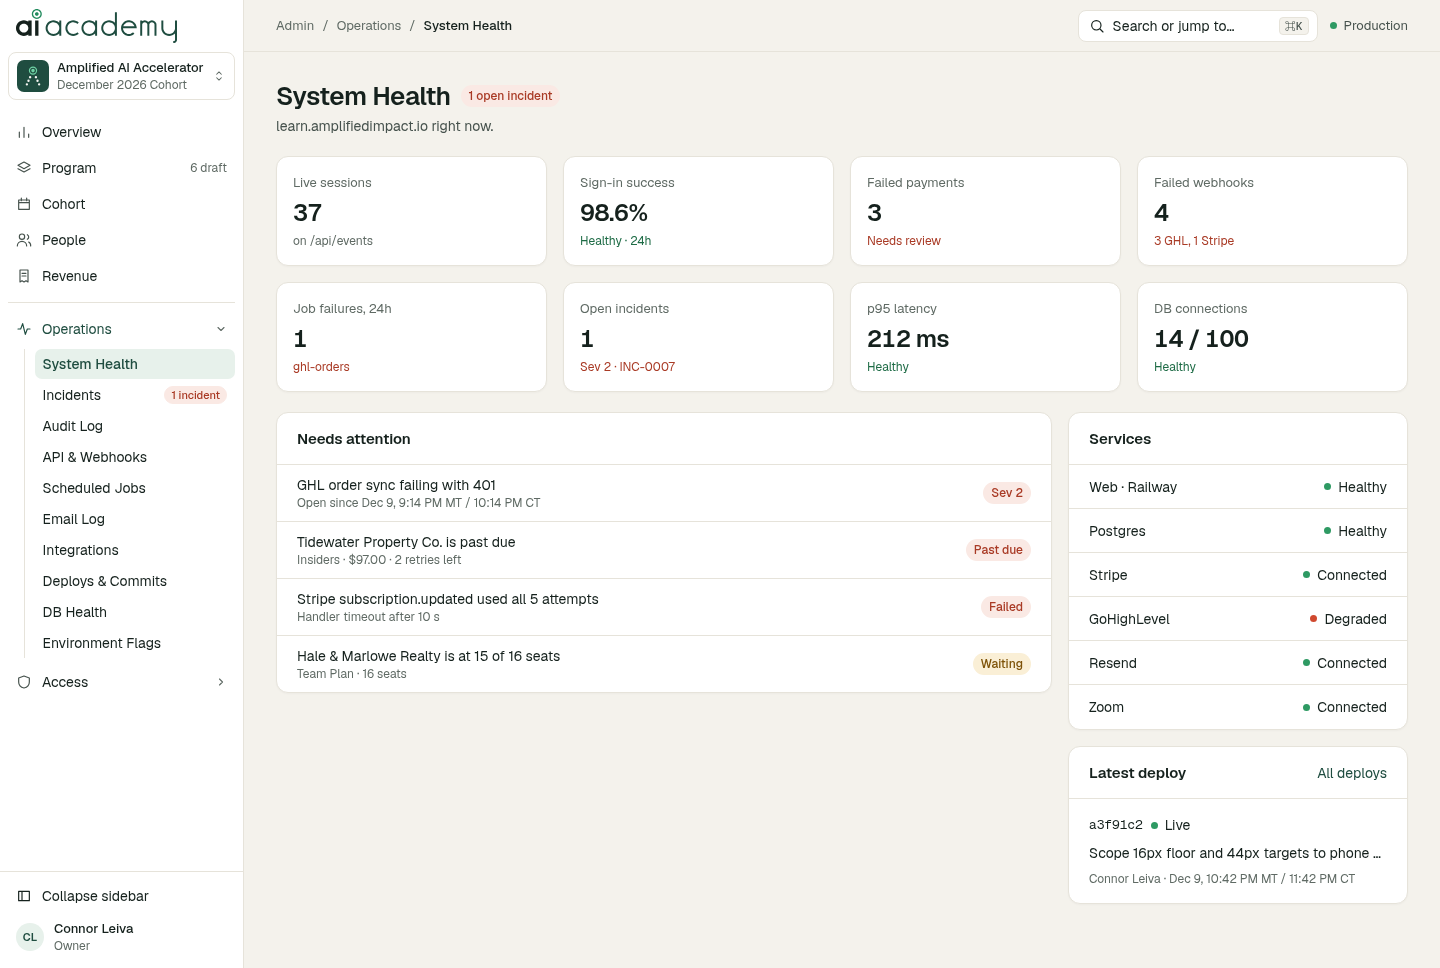 ai academy
Amplified AI Accelerator
December 2026 Cohort
Overview
Program 6 draft
Cohort
People
Revenue
Operations
System Health
Incidents 1 incident
Audit Log
API & Webhooks
Scheduled Jobs
Email Log
Integrations
Deploys & Commits
DB Health
Environment Flags
Access
Collapse sidebar
CL
Connor Leiva
Owner
Admin / Operations / System Health
Search or jump to… ⌘K
Production
System Health 1 open incident
learn.amplifiedimpact.io right now.
Live sessions
37
on /api/events
Sign-in success
98.6%
Healthy · 24h
Failed payments
3
Needs review
Failed webhooks
4
3 GHL, 1 Stripe
Job failures, 24h
1
ghl-orders
Open incidents
1
Sev 2 · INC-0007
p95 latency
212 ms
Healthy
DB connections
14 / 100
Healthy
Needs attention
GHL order sync failing with 401
Open since Dec 9, 9:14 PM MT / 10:14 PM CT
Sev 2
Tidewater Property Co. is past due
Insiders · $97.00 · 2 retries left
Past due
Stripe subscription.updated used all 5 attempts
Handler timeout after 10 s
Failed
Hale & Marlowe Realty is at 15 of 16 seats
Team Plan · 16 seats
Waiting
Services
Web · Railway Healthy
Postgres Healthy
Stripe Connected
GoHighLevel Degraded
Resend Connected
Zoom Connected
Latest deploy All deploys
a3f91c2 Live
Scope 16px floor and 44px targets to phone …
Connor Leiva · Dec 9, 10:42 PM MT / 11:42 PM CT